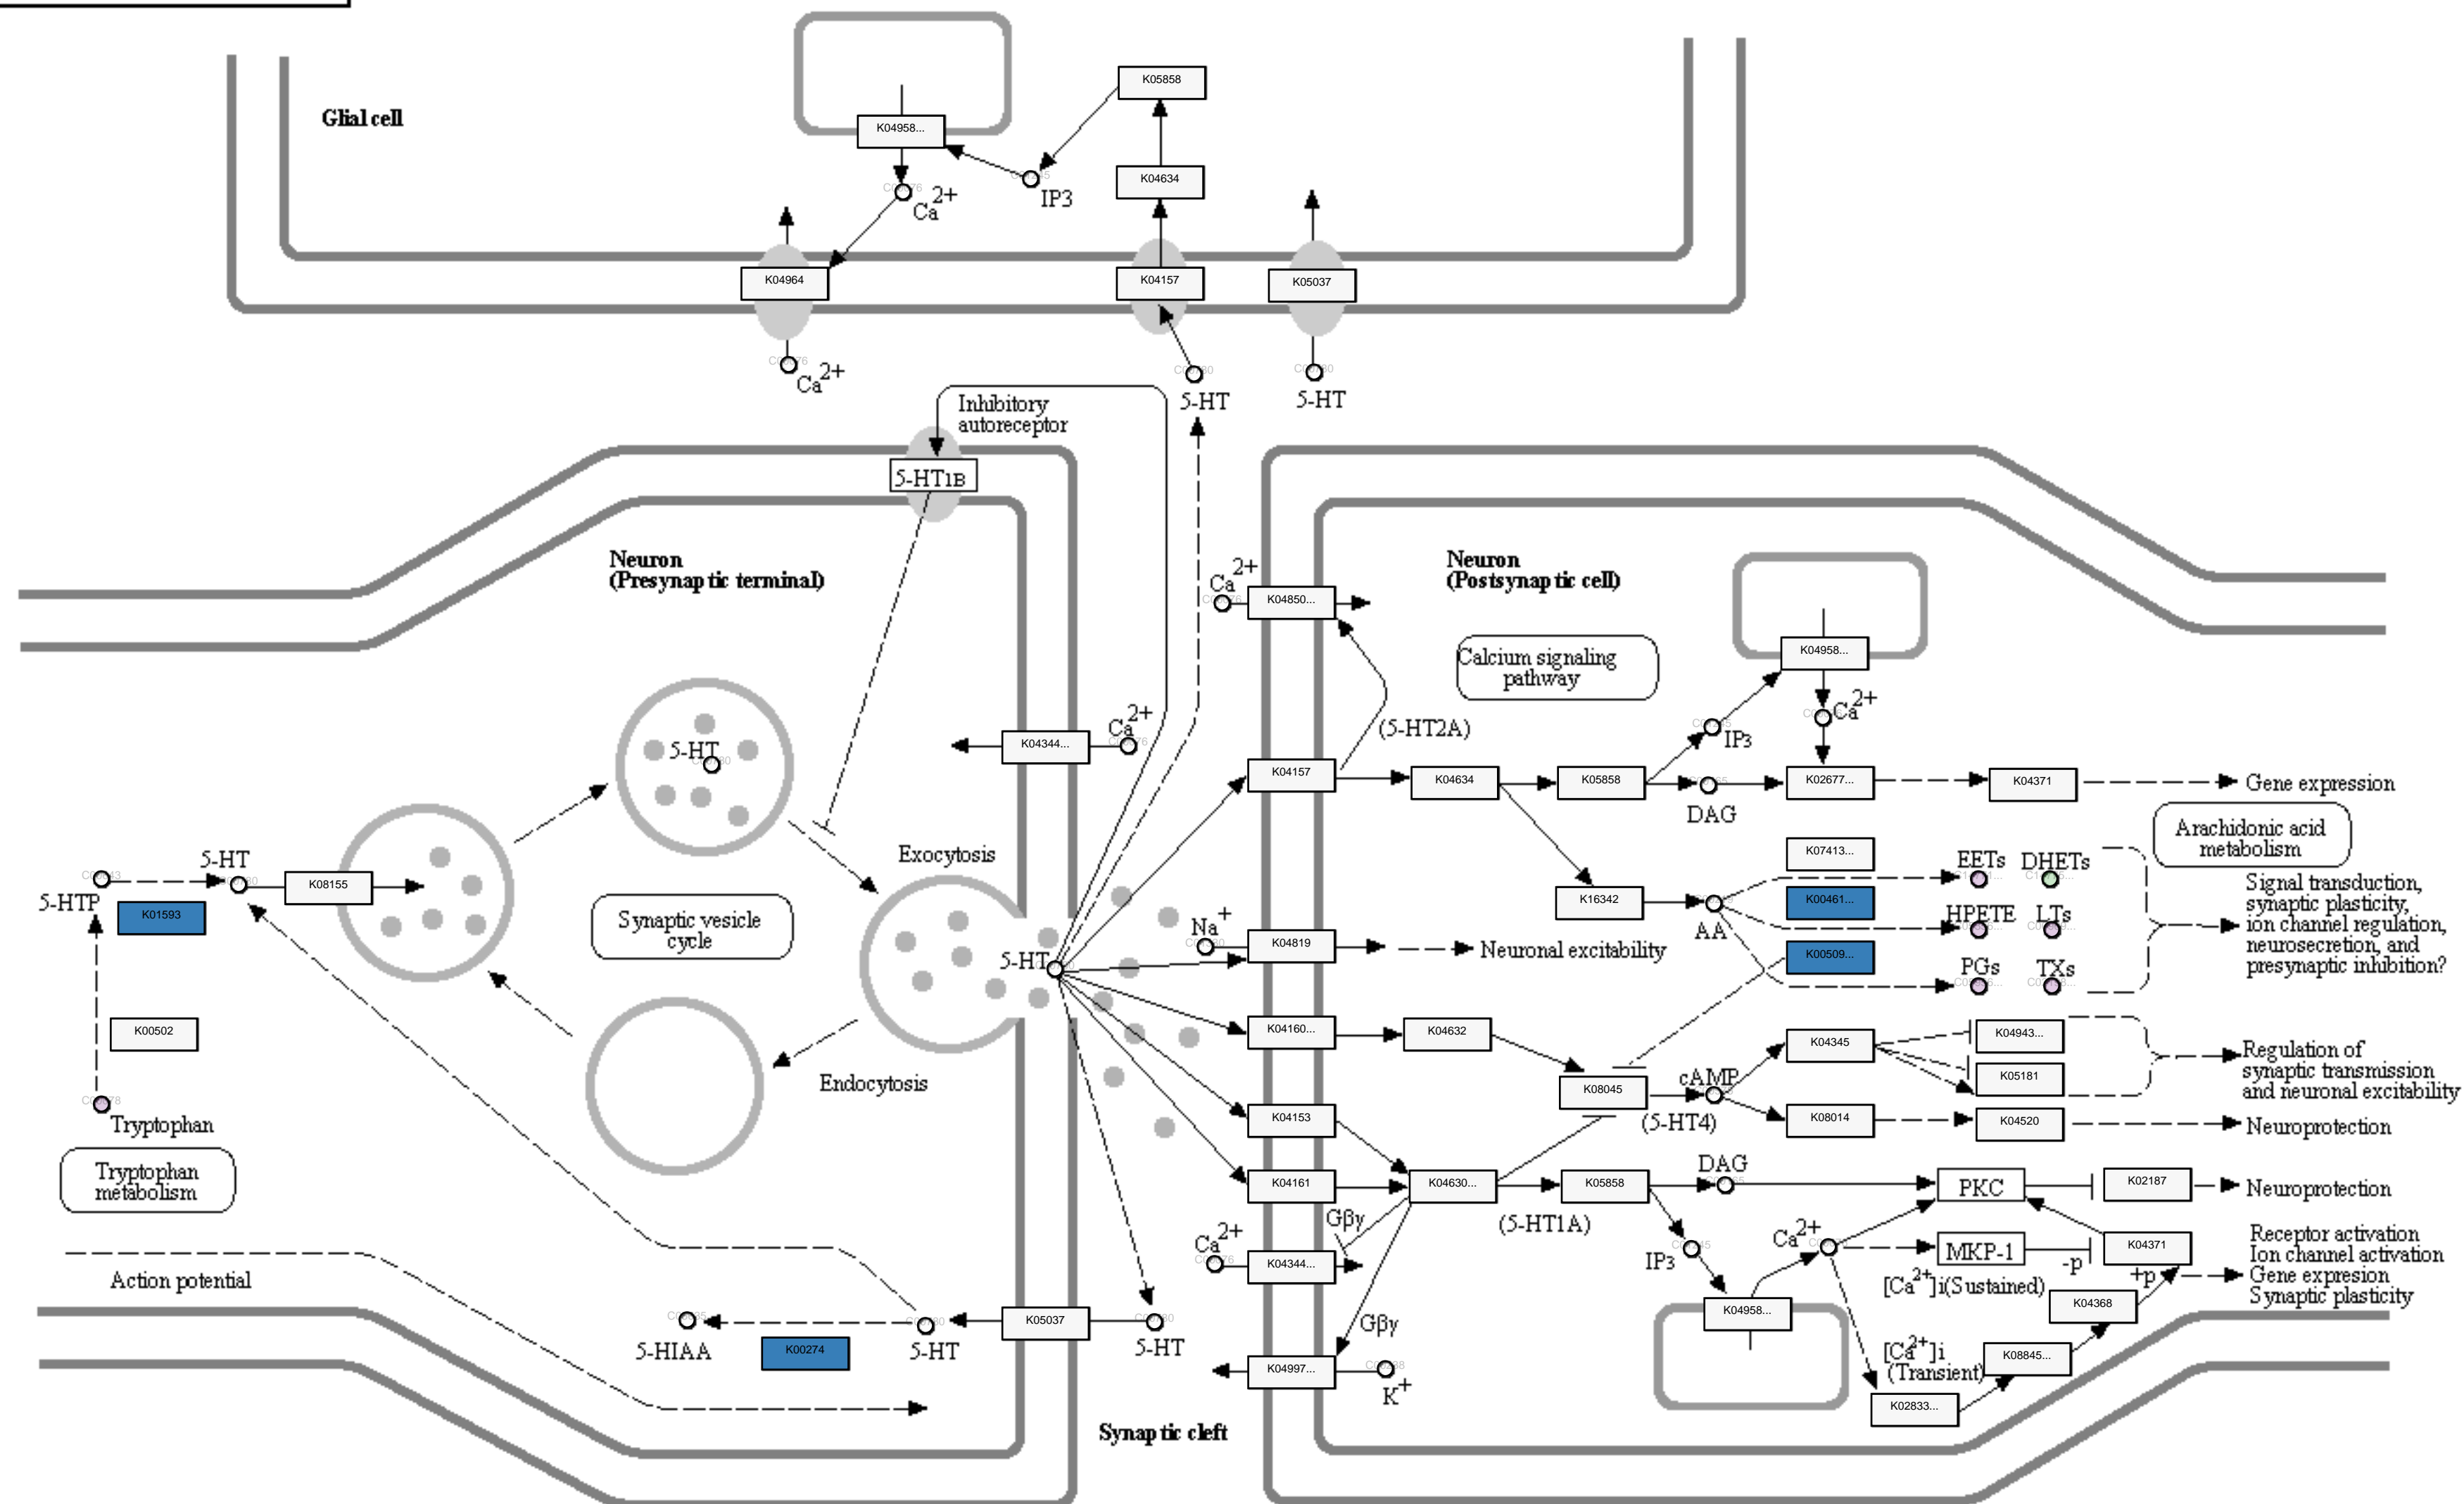 K05858
Glial cell
K04958...
K04634
IP3
Ca2+
K04964
K04157
K05037
Ca2+
5-HT
5-HT
Inhibitory
autoreceptor
5-HT1B
Neuron
(Presynaptic terminal)
Neuron
(Postsynaptic cell)
Ca2+
K04850...
Calcium signaling
pathway
K04958...
Ca2+
(5-HT2A)
IP3
Ca2+
K04344...
5-HT
K04157
K04634
K05858
DAG
K02677...
K04371
Gene expression
Arachidonic acid
metabolism
Exocytosis
K07413...
EETs
DHETs
5-HT
5-HTP
K08155
K01593
K16342
AA
K00461...
HPETE
LTs
Signal transduction,
synaptic plasticity,
ion channel regulation,
neurosecretion, and
presynaptic inhibition?
Synaptic vesicle
cycle
Na+
K04819
Neuronal excitability
5-HT
K00509...
PGs
TXs
K00502
K04160...
K04632
K04345
K04943...
Regulation of
synaptic transmission
and neuronal excitability
Endocytosis
K08045
cAMP
K05181
(5-HT4)
Tryptophan
K04153
K08014
K04520
Neuroprotection
Tryptophan
metabolism
K04161
K04630...
K05858
DAG
PKC
K02187
Neuroprotection
(5-HT1A)
Gβγ
Ca2+
K04344...
IP3
Ca2+
MKP-1
-p
K04371
Receptor activation
Ion channel activation
Gene expresion
Synaptic plasticity
+p
[Ca2+]i(Sustained)
Action potential
K04958...
K04368
5-HIAA
K00274
5-HT
K05037
5-HT
Gβγ
K04997...
K+
[Ca2+]i
(Transient)
K08845...
K02833...
Synaptic cleft